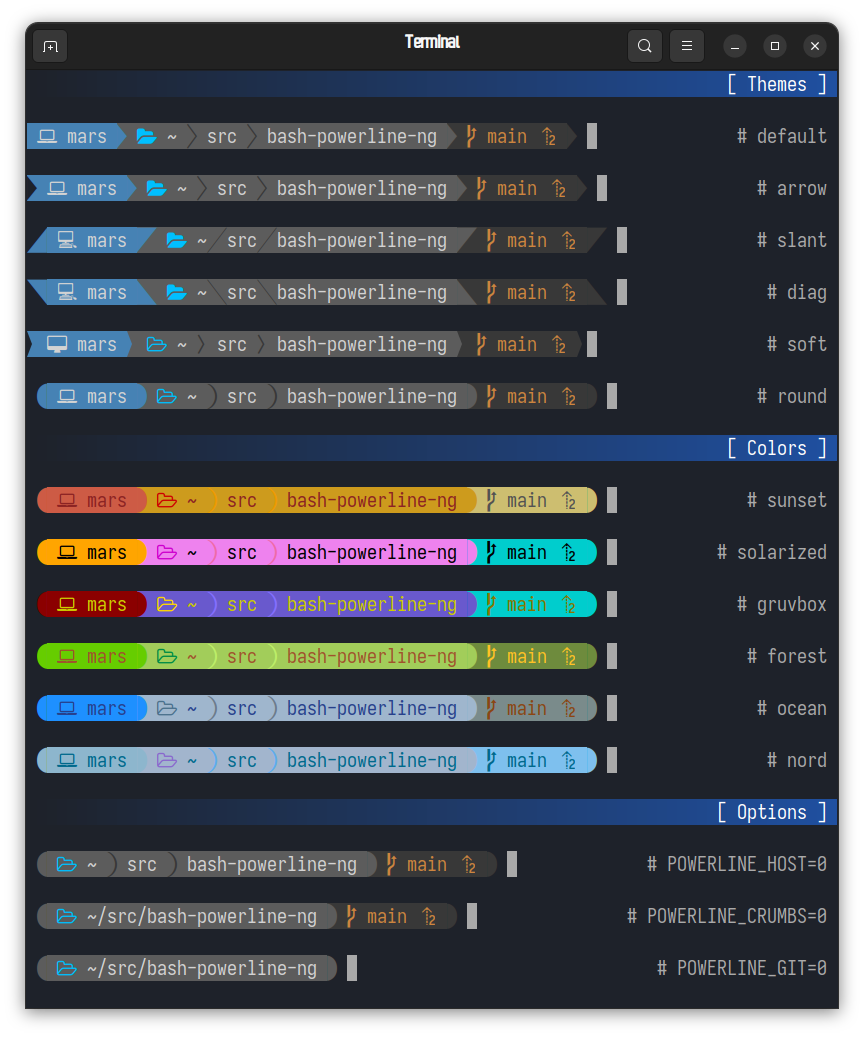 Terminal
[ Themes ]
mars ~ src bash-powerline-ng main 2 # default
mars ~ src bash-powerline-ng main 2 # arrow
mars ~ src bash-powerline-ng main 2 # slant
mars ~ src bash-powerline-ng main 2 # diag
mars ~ src bash-powerline-ng main 2 # soft
mars ~ src bash-powerline-ng main 2 # round
[ Colors ]
mars ~ src bash-powerline-ng main 2 # sunset
mars ~ src bash-powerline-ng main 2 # solarized
mars ~ src bash-powerline-ng main 2 # gruvbox
mars ~ src bash-powerline-ng main 2 # forest
mars ~ src bash-powerline-ng main 2 # ocean
mars ~ src bash-powerline-ng main 2 # nord
[ Options ]
~ src bash-powerline-ng main 2 # POWERLINE_HOST=0
~/src/bash-powerline-ng main 2 # POWERLINE_CRUMBS=0
~/src/bash-powerline-ng # POWERLINE_GIT=0